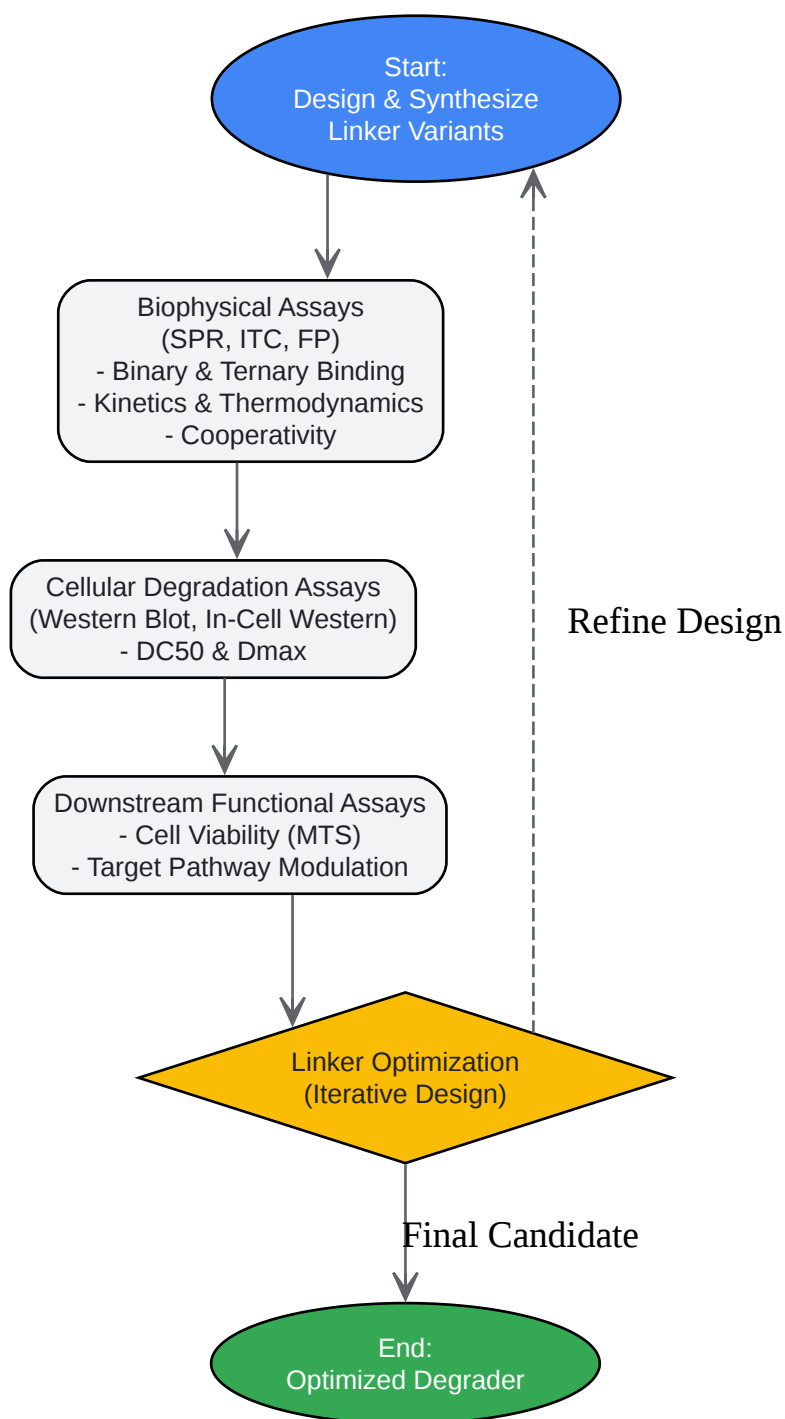 Start:
Design & Synthesize
Linker Variants
Biophysical Assays
(SPR, ITC, FP)
- Binary & Ternary Binding
- Kinetics & Thermodynamics
- Cooperativity
Cellular Degradation Assays
(Western Blot, In-Cell Western)
- DC50 & Dmax
Refine Design
Downstream Functional Assays
- Cell Viability (MTS)
- Target Pathway Modulation
Linker Optimization
(Iterative Design)
Final Candidate
End:
Optimized Degrader